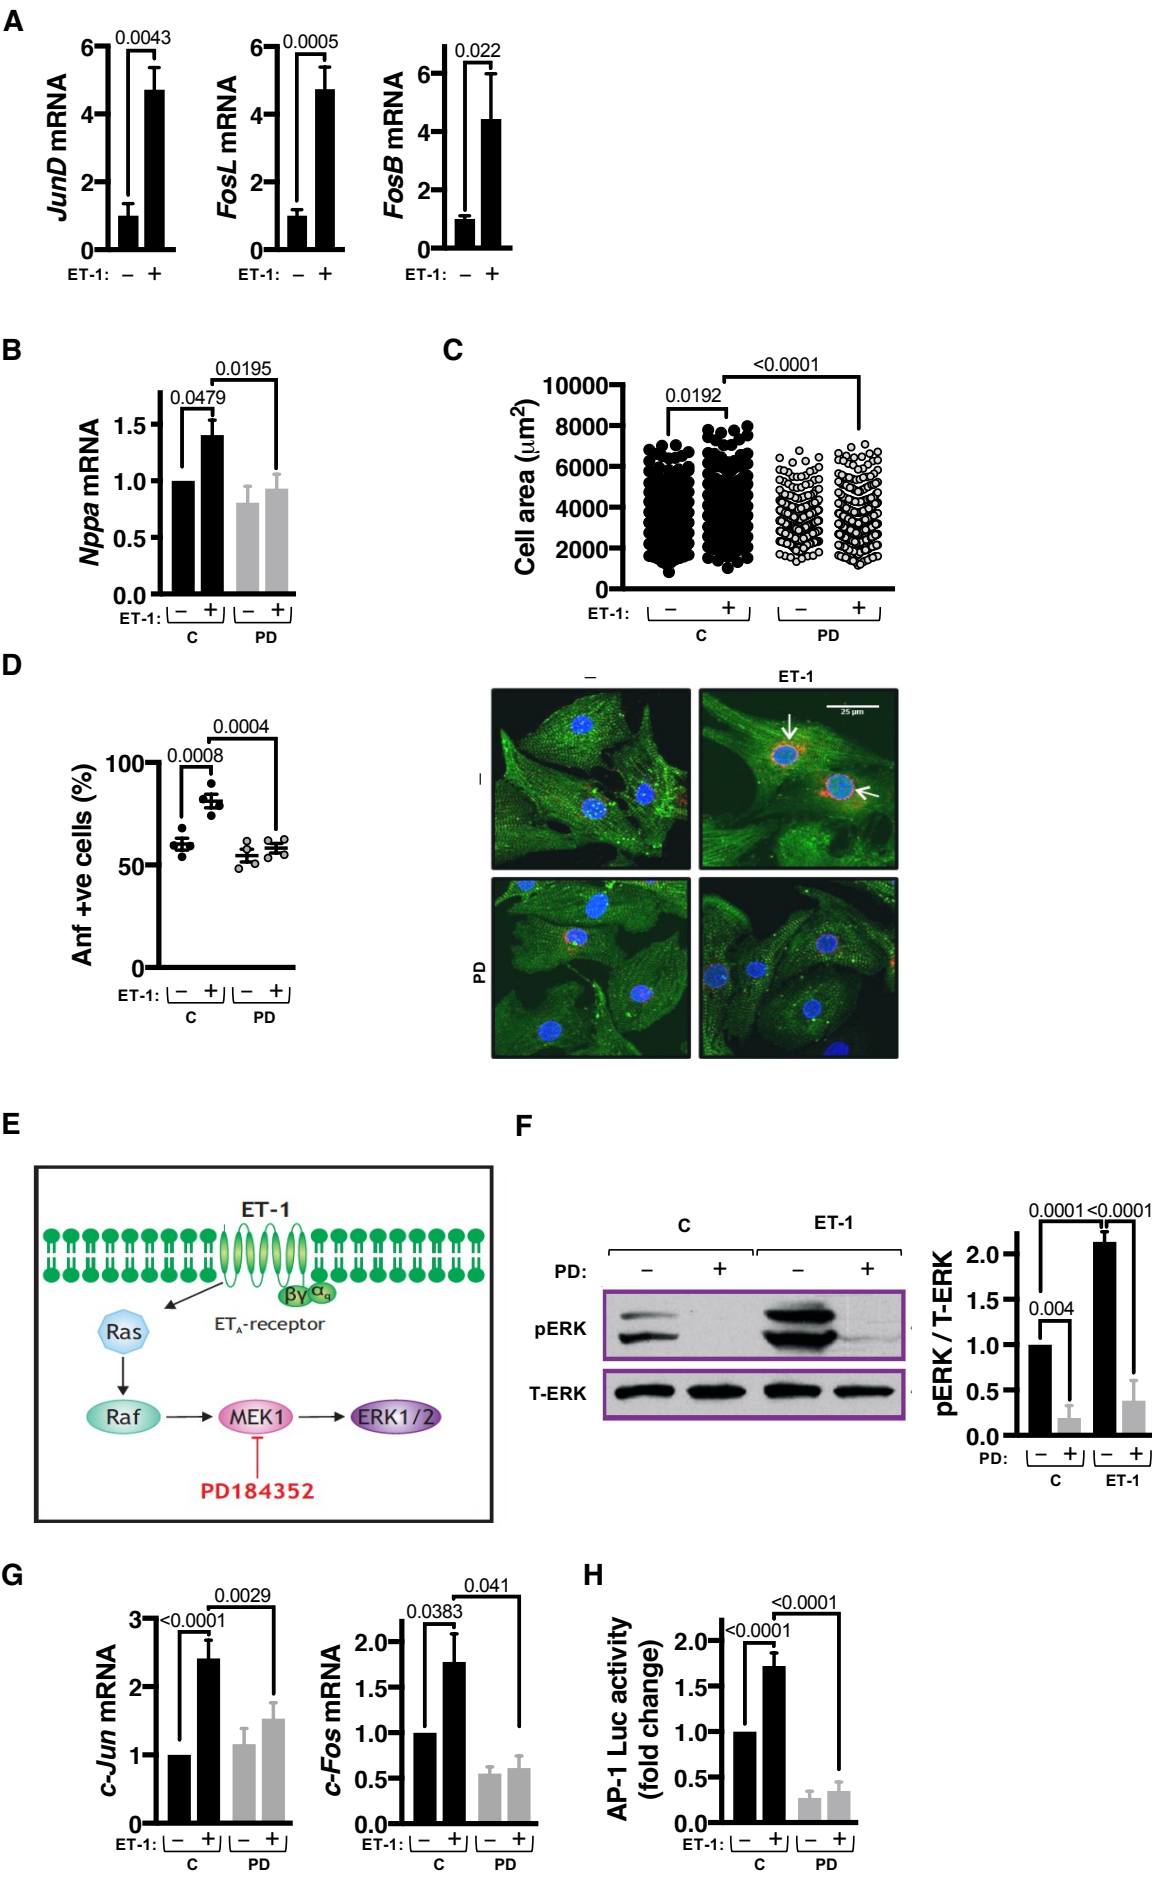 A
JunD mRNA
6
4
2
0
0.0043
ET-1: – +
FosL mRNA
6
4
2
0
0.0005
ET-1: – +
FosB mRNA
6
4
2
0
0.022
ET-1: – +
B
Nppa mRNA
1.5
1.0
0.5
0.0
0.0479
0.0195
ET-1: – + – +
C PD
C
Cell area (μm²)
10000
8000
6000
4000
2000
0
0.0192
<0.0001
ET-1: – + – +
C PD
D
Anf +ve cells (%)
100
50
0
0.0008
0.0004
ET-1: – + – +
C PD
– ET-1
–
PD
25 μm
E
ET-1
βγ αq
ETA-receptor
Ras
Raf MEK1 ERK1/2
PD184352
F
C ET-1
PD: – + – +
pERK
T-ERK
pERK / T-ERK
2.0
1.5
1.0
0.5
0.0
0.0001 <0.0001
0.004
PD: – + – +
C ET-1
G
c-Jun mRNA
3
2
1
0
<0.0001
0.0029
ET-1: – + – +
C PD
c-Fos mRNA
2.0
1.5
1.0
0.5
0.0
0.0383
0.041
ET-1: – + – +
C PD
H
AP-1 Luc activity
(fold change)
2.0
1.5
1.0
0.5
0.0
<0.0001
<0.0001
ET-1: – + – +
C PD